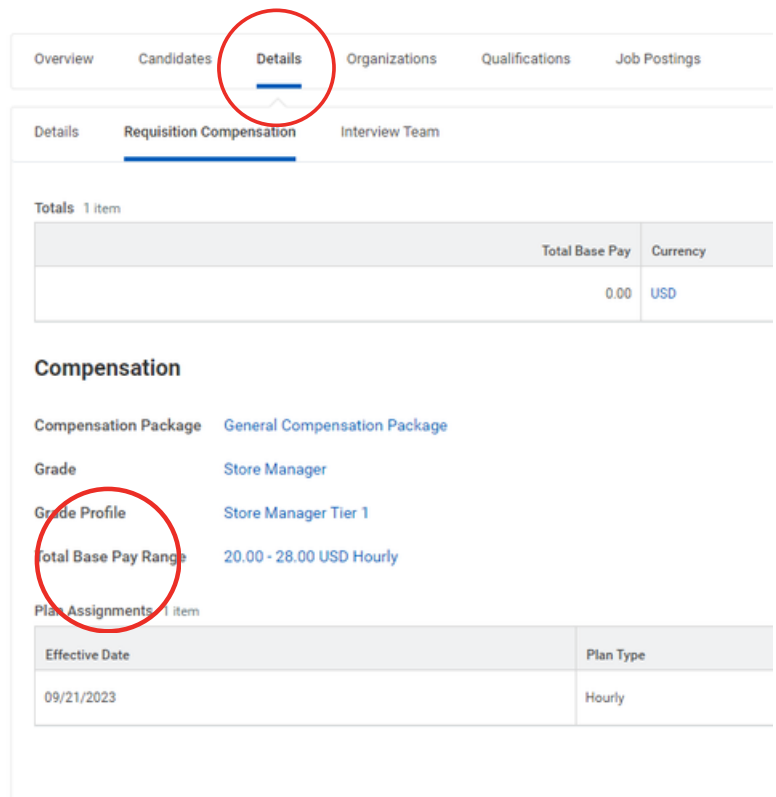 Overview Candidates Details Organizations Qualifications Job Postings
Details Requisition Compensation Interview Team
Totals 1 item
Total Base Pay Currency
0.00 USD
Compensation
Compensation Package General Compensation Package
Grade Store Manager
Grade Profile Store Manager Tier 1
Total Base Pay Range 20.00 - 28.00 USD Hourly
Plan Assignments 1 item
Effective Date Plan Type
09/21/2023 Hourly